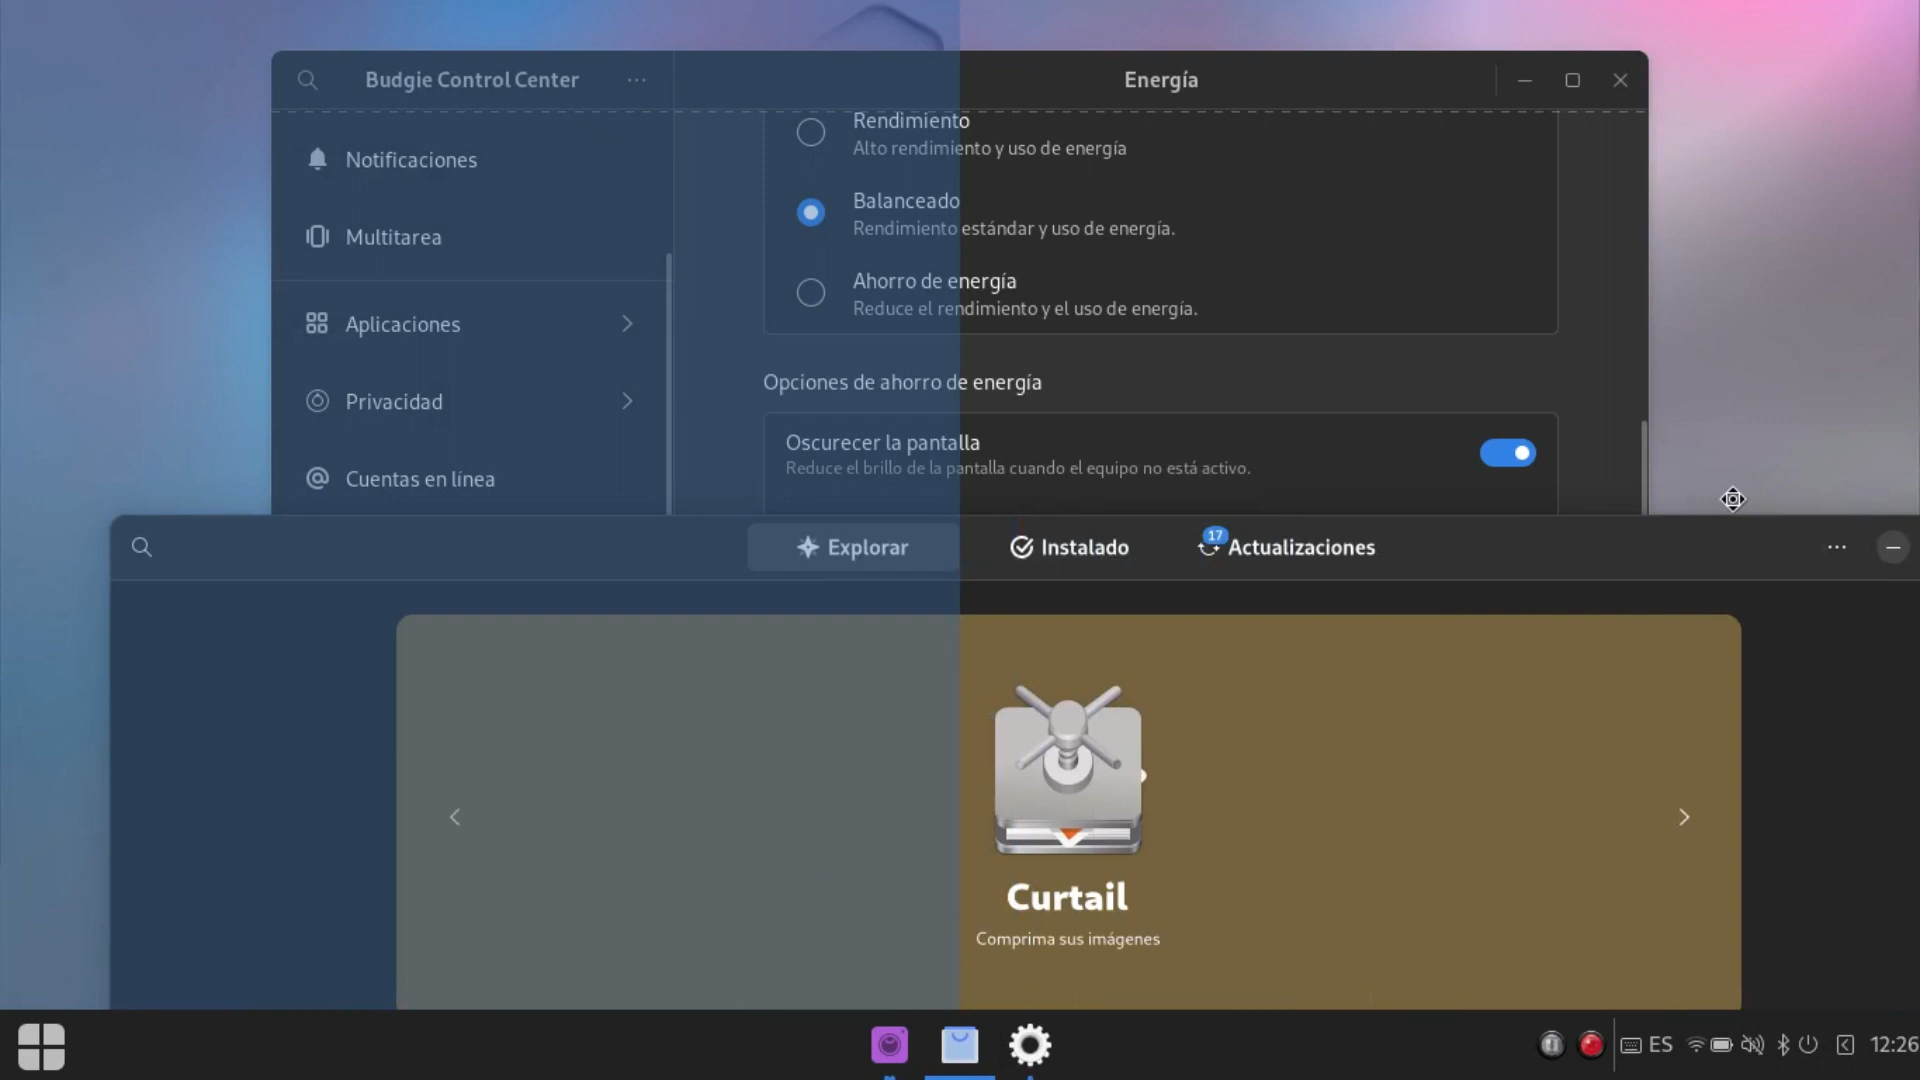 Budgie Control Center
Energía
Notificaciones
Multitarea
Aplicaciones
Privacidad
Cuentas en línea
Rendimiento
Alto rendimiento y uso de energía
Balanceado
Rendimiento estándar y uso de energía.
Ahorro de energía
Reduce el rendimiento y el uso de energía.
Opciones de ahorro de energía
Oscurecer la pantalla
Reduce el brillo de la pantalla cuando el equipo no está activo.
Explorar
Instalado
17
Actualizaciones
Curtail
Comprima sus imágenes
ES
12:26